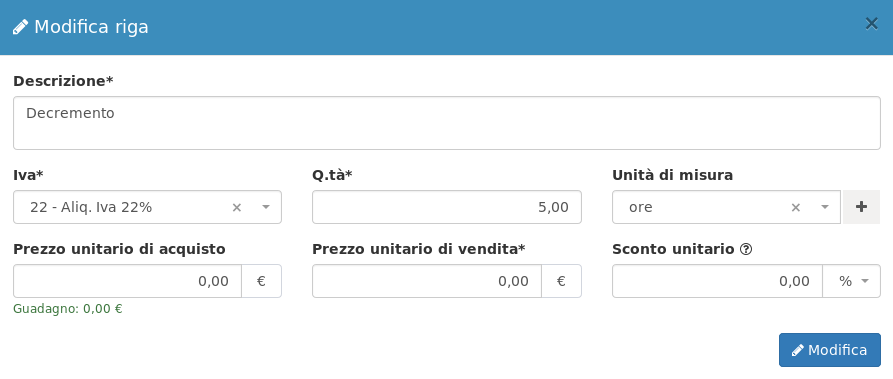 Modifica riga
Descrizione*
Decremento
Iva* Q.tà* Unità di misura
22 - Aliq. Iva 22% × 5,00 ore × +
Prezzo unitario di acquisto Prezzo unitario di vendita* Sconto unitario
0,00 € 0,00 € 0,00 %
Guadagno: 0,00 €
Modifica